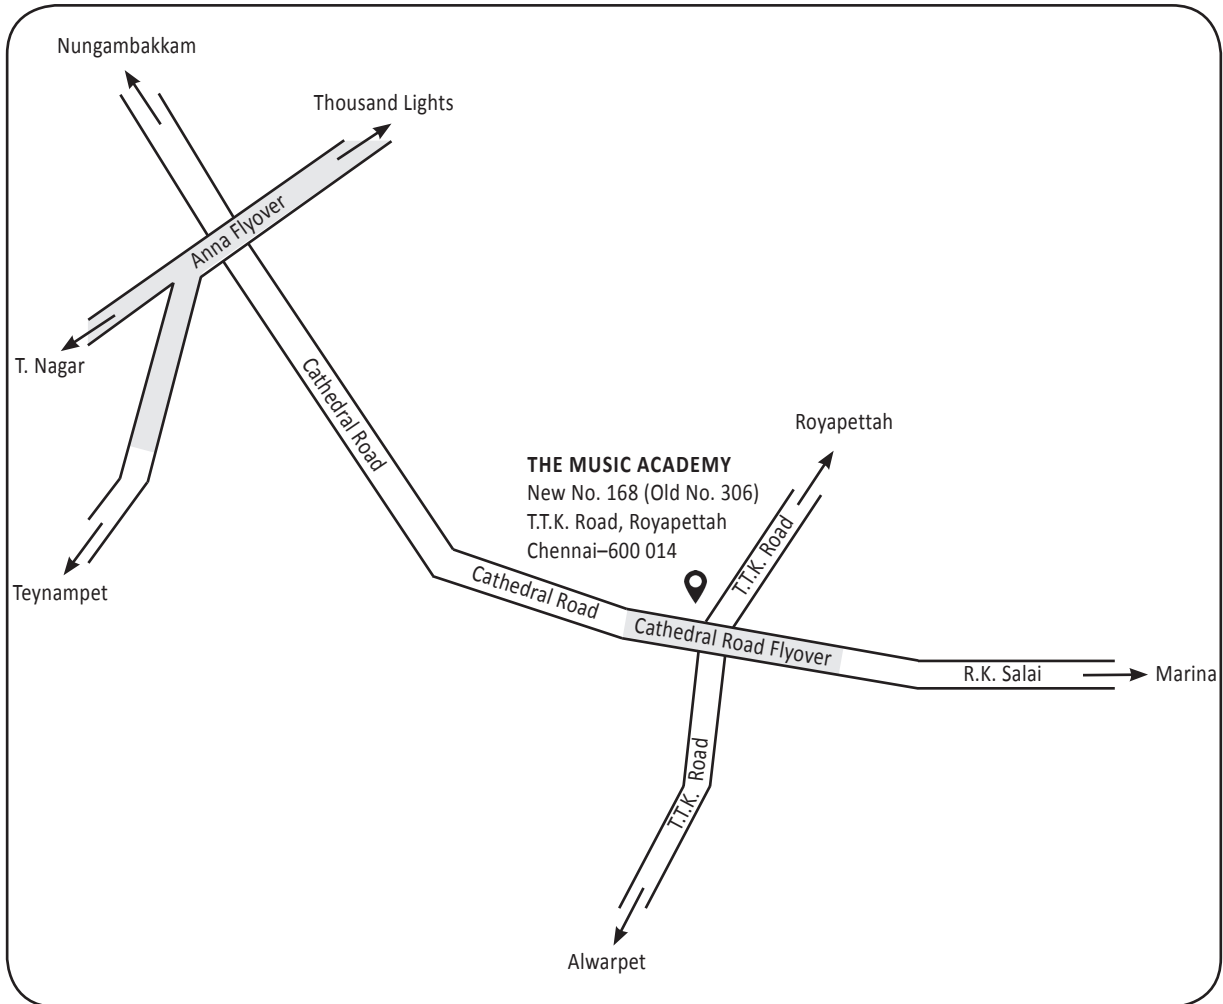 Nungambakkam
Thousand Lights
Anna Flyover
T. Nagar
Cathedral Road
Royapettah
THE MUSIC ACADEMY
New No. 168 (Old No. 306)
T.T.K. Road, Royapettah
Chennai–600 014
T.T.K. Road
Teynampet
Cathedral Road
Cathedral Road Flyover
R.K. Salai
Marina
T.T.K. Road
Alwarpet